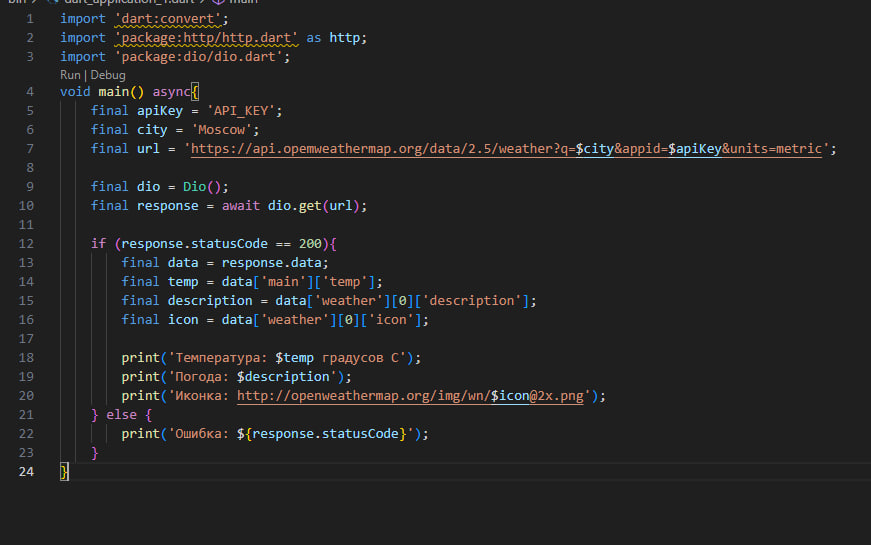 bin > dart_application_1.dart > main
1 import 'dart:convert';
2 import 'package:http/http.dart' as http;
3 import 'package:dio/dio.dart';
Run | Debug
4 void main() async{
5 final apiKey = 'API_KEY';
6 final city = 'Moscow';
7 final url = 'https://api.opemweathermap.org/data/2.5/weather?q=$city&appid=$apiKey&units=metric';
8
9 final dio = Dio();
10 final response = await dio.get(url);
11
12 if (response.statusCode == 200){
13 final data = response.data;
14 final temp = data['main']['temp'];
15 final description = data['weather'][0]['description'];
16 final icon = data['weather'][0]['icon'];
17
18 print('Температура: $temp градусов С');
19 print('Погода: $description');
20 print('Иконка: http://openweathermap.org/img/wn/$icon@2x.png');
21 } else {
22 print('Ошибка: ${response.statusCode}');
23 }
24 }